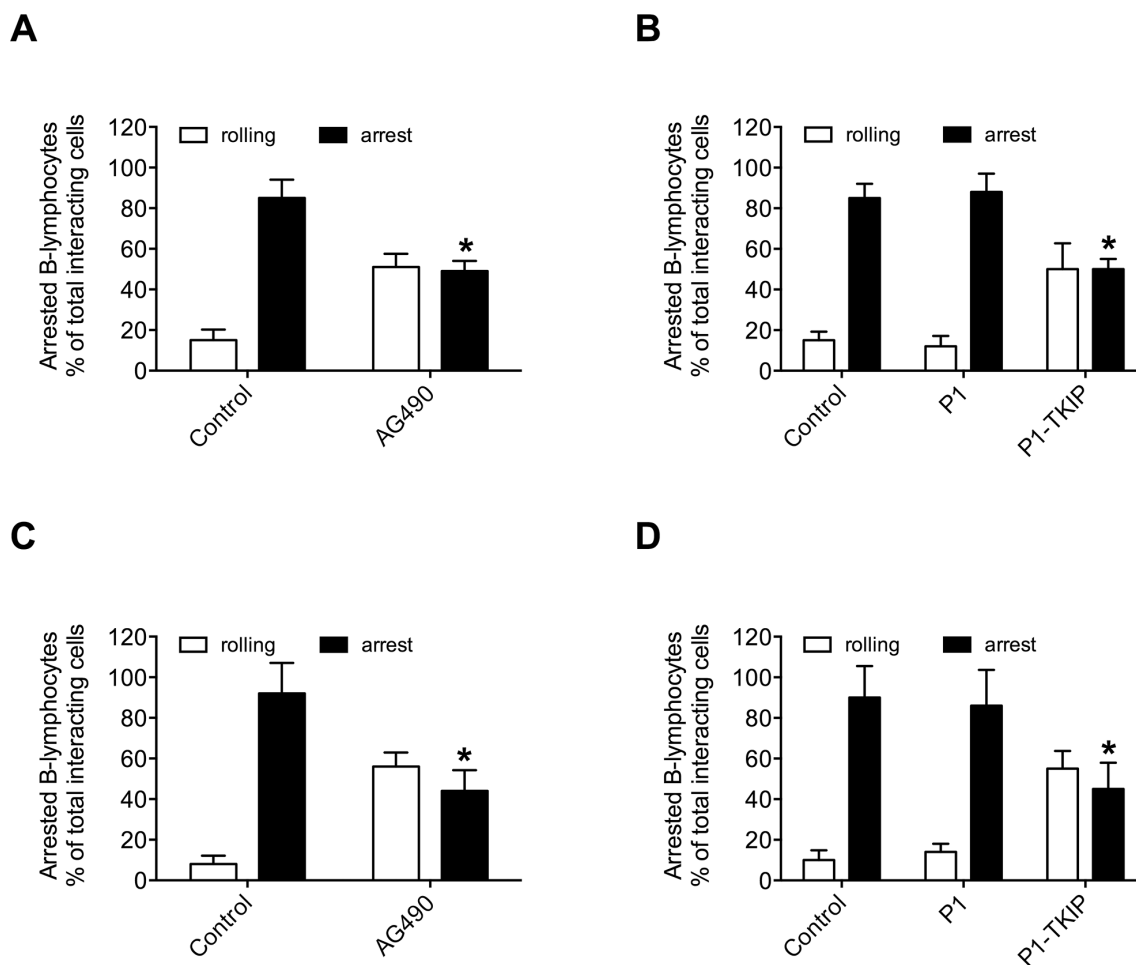 A
Arrested B-lymphocytes
% of total interacting cells
rolling arrest
120
100
80
60
40
20
0
*
Control AG490
B
Arrested B-lymphocytes
% of total interacting cells
rolling arrest
120
100
80
60
40
20
0
*
Control P1 P1-TKIP
C
Arrested B-lymphocytes
% of total interacting cells
rolling arrest
120
100
80
60
40
20
0
*
Control AG490
D
Arrested B-lymphocytes
% of total interacting cells
rolling arrest
120
100
80
60
40
20
0
*
Control P1 P1-TKIP